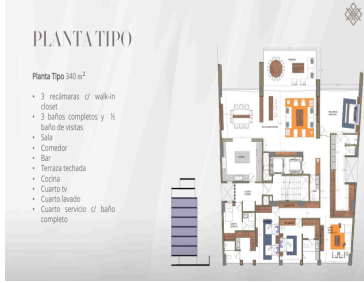 PLANTA TIPO
Planta Tipo 340 m²
• 3 recámaras c/ walk-in
closet
• 3 baños completos y ½
baño de visitas
• Sala
• Comedor
• Bar
• Terraza techada
• Cocina
• Cuarto tv
• Cuarto lavado
• Cuarto servicio c/ baño
completo